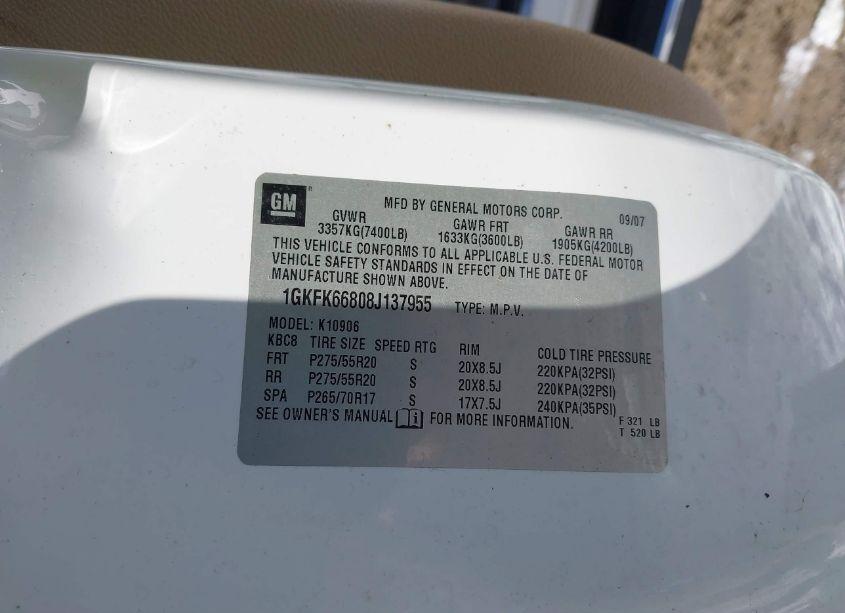 GM ®
MFD BY GENERAL MOTORS CORP. 09/07
GVWR GAWR FRT GAWR RR
3357KG(7400LB) 1633KG(3600LB) 1905KG(4200LB)
THIS VEHICLE CONFORMS TO ALL APPLICABLE U.S. FEDERAL MOTOR
VEHICLE SAFETY STANDARDS IN EFFECT ON THE DATE OF
MANUFACTURE SHOWN ABOVE.
1GKFK66808J137955 TYPE: M.P.V.
MODEL: K10906
KBC8 TIRE SIZE SPEED RTG RIM COLD TIRE PRESSURE
FRT P275/55R20 S 20X8.5J 220KPA(32PSI)
RR P275/55R20 S 20X8.5J 220KPA(32PSI)
SPA P265/70R17 S 17X7.5J 240KPA(35PSI)
SEE OWNER'S MANUAL i FOR MORE INFORMATION.
F 321 LB
T 520 LB